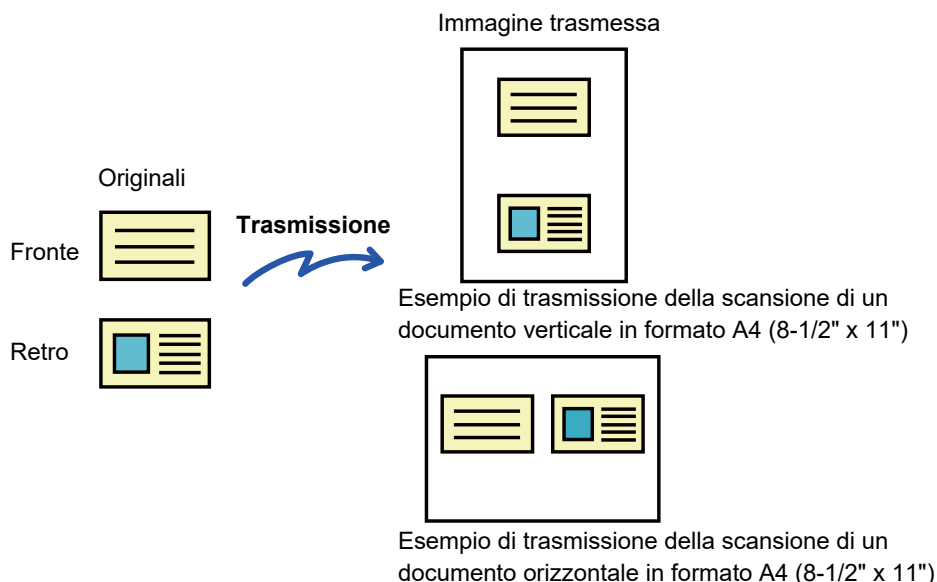 Immagine trasmessa
Originali
Fronte
Trasmissione
Retro
Esempio di trasmissione della scansione di un
documento verticale in formato A4 (8-1/2" x 11")
Esempio di trasmissione della scansione di un
documento orizzontale in formato A4 (8-1/2" x 11")